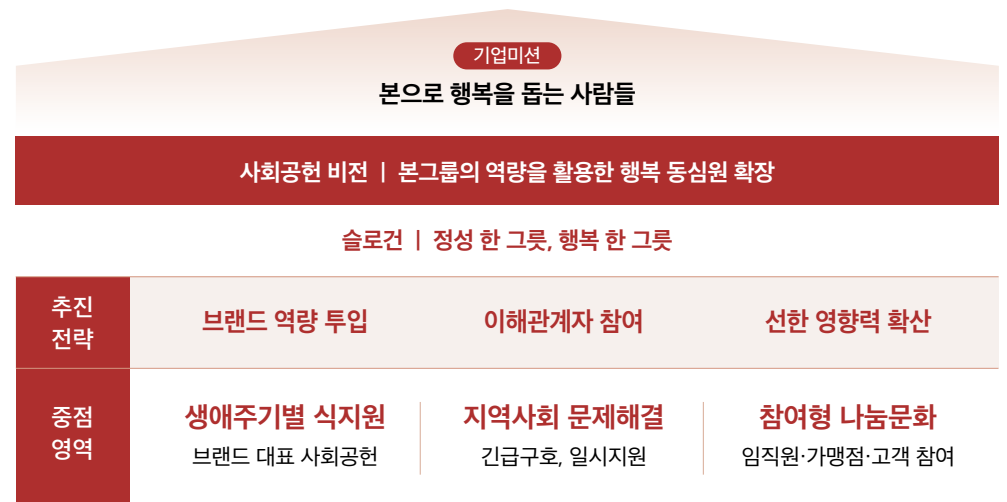 기업미션
본으로 행복을 돕는 사람들
사회공헌 비전 | 본그룹의 역량을 활용한 행복 동심원 확장
슬로건 | 정성 한 그릇, 행복 한 그릇
추진
전략
브랜드 역량 투입
이해관계자 참여
선한 영향력 확산
중점
영역
생애주기별 식지원
브랜드 대표 사회공헌
지역사회 문제해결
긴급구호, 일시지원
참여형 나눔문화
임직원·가맹점·고객 참여